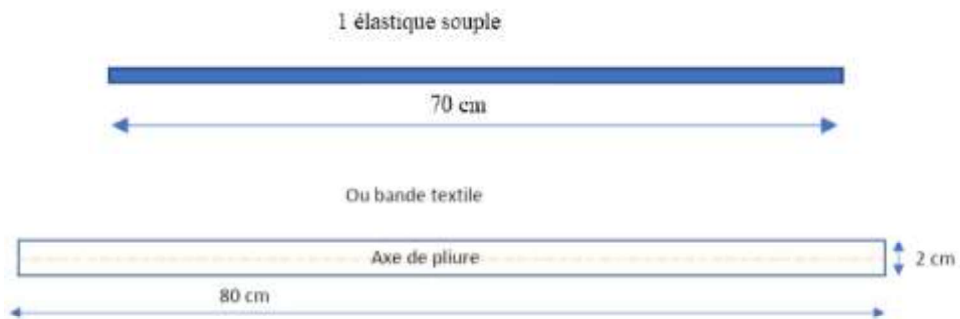 1 élastique souple
70 cm
Ou bande textile
Axe de pliure
2 cm
80 cm